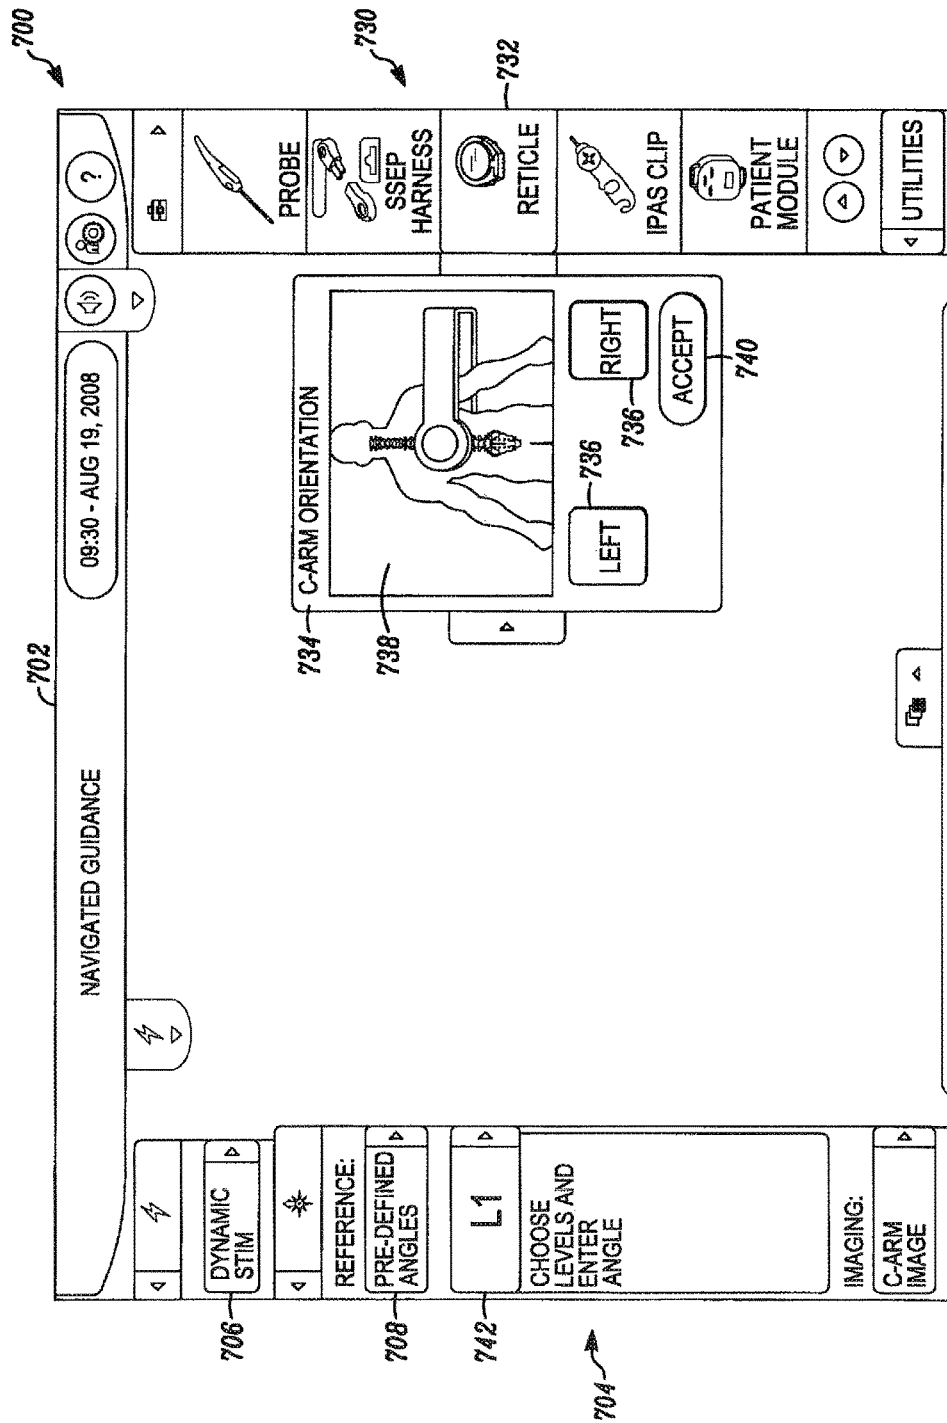 700
702
NAVIGATED GUIDANCE
09:30 - AUG 19, 2008
?
706
DYNAMIC
STIM
REFERENCE:
708
PRE-DEFINED
ANGLES
742
L1
CHOOSE
LEVELS AND
ENTER
ANGLE
704
IMAGING:
C-ARM
IMAGE
734
C-ARM ORIENTATION
738
LEFT
736
RIGHT
736
ACCEPT
740
730
PROBE
SSEP
HARNESS
732
RETICLE
IPAS CLIP
PATIENT
MODULE
UTILITIES